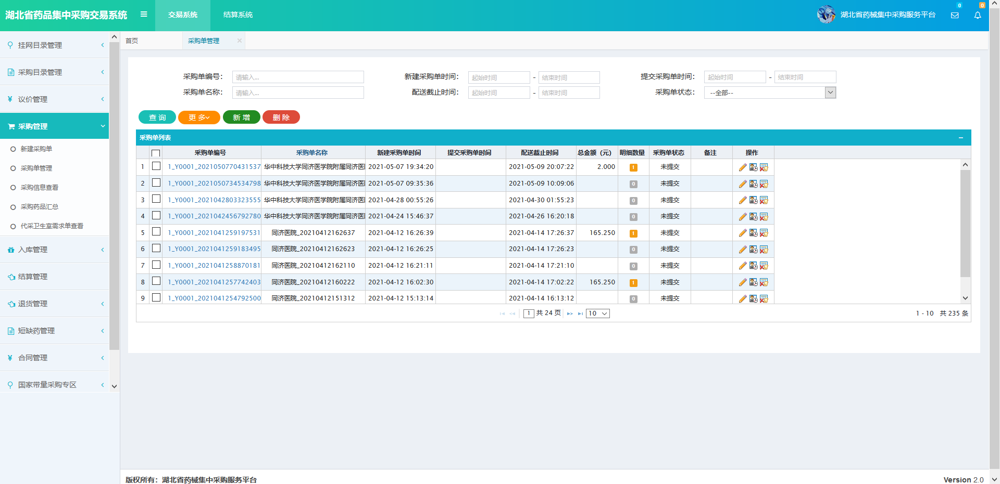 湖北省药品集中采购交易系统 交易系统 结算系统 湖北省药械集中采购服务平台 0 0
首页 采购单管理
挂网目录管理
采购目录管理
¥ 议价管理
采购管理
新建采购单
采购单管理
采购信息查看
采购药品汇总
代采卫生室需求单查看
入库管理
结算管理
退货管理
短缺药管理
¥ 合同管理
国家带量采购专区
采购单编号： 请输入... 新建采购单时间： 起始时间 - 结束时间 提交采购单时间： 起始时间 - 结束时间
采购单名称： 请输入... 配送截止时间： 起始时间 - 结束时间 采购单状态： --全部--
查 询 更 多 新 增 删 除
采购单列表
采购单编号 采购单名称 新建采购单时间 提交采购单时间 配送截止时间 总金额（元） 明细数量 采购单状态 备注 操作
1 1_Y0001_2021050770431537 华中科技大学同济医学院附属同济医 2021-05-07 19:34:20 2021-05-09 20:07:22 2.000 1 未提交
2 1_Y0001_2021050734534798 华中科技大学同济医学院附属同济医 2021-05-07 09:35:36 2021-05-09 10:09:06 0 未提交
3 1_Y0001_2021042803323555 华中科技大学同济医学院附属同济医 2021-04-28 00:55:26 2021-04-30 01:55:23 0 未提交
4 1_Y0001_2021042456792780 华中科技大学同济医学院附属同济医 2021-04-24 15:46:37 2021-04-26 16:20:18 0 未提交
5 1_Y0001_2021041259197531 同济医院_20210412162637 2021-04-12 16:26:39 2021-04-14 17:26:37 165.250 1 未提交
6 1_Y0001_2021041259183495 同济医院_20210412162623 2021-04-12 16:26:25 2021-04-14 17:26:23 0 未提交
7 1_Y0001_2021041258870181 同济医院_20210412162110 2021-04-12 16:21:11 2021-04-14 17:21:10 0 未提交
8 1_Y0001_2021041257742403 同济医院_20210412160222 2021-04-12 16:02:30 2021-04-14 17:02:22 165.250 1 未提交
9 1_Y0001_2021041254792500 同济医院_20210412151312 2021-04-12 15:13:14 2021-04-14 16:13:12 0 未提交
1 共 24 页 10 1 - 10 共 235 条
版权所有：湖北省药械集中采购服务平台 Version 2.0